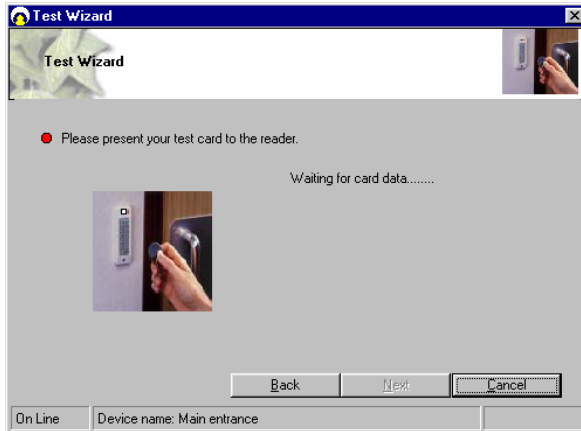 Test Wizard
Test Wizard
Please present your test card to the reader.
Waiting for card data........
Back
Next
Cancel
On Line
Device name: Main entrance